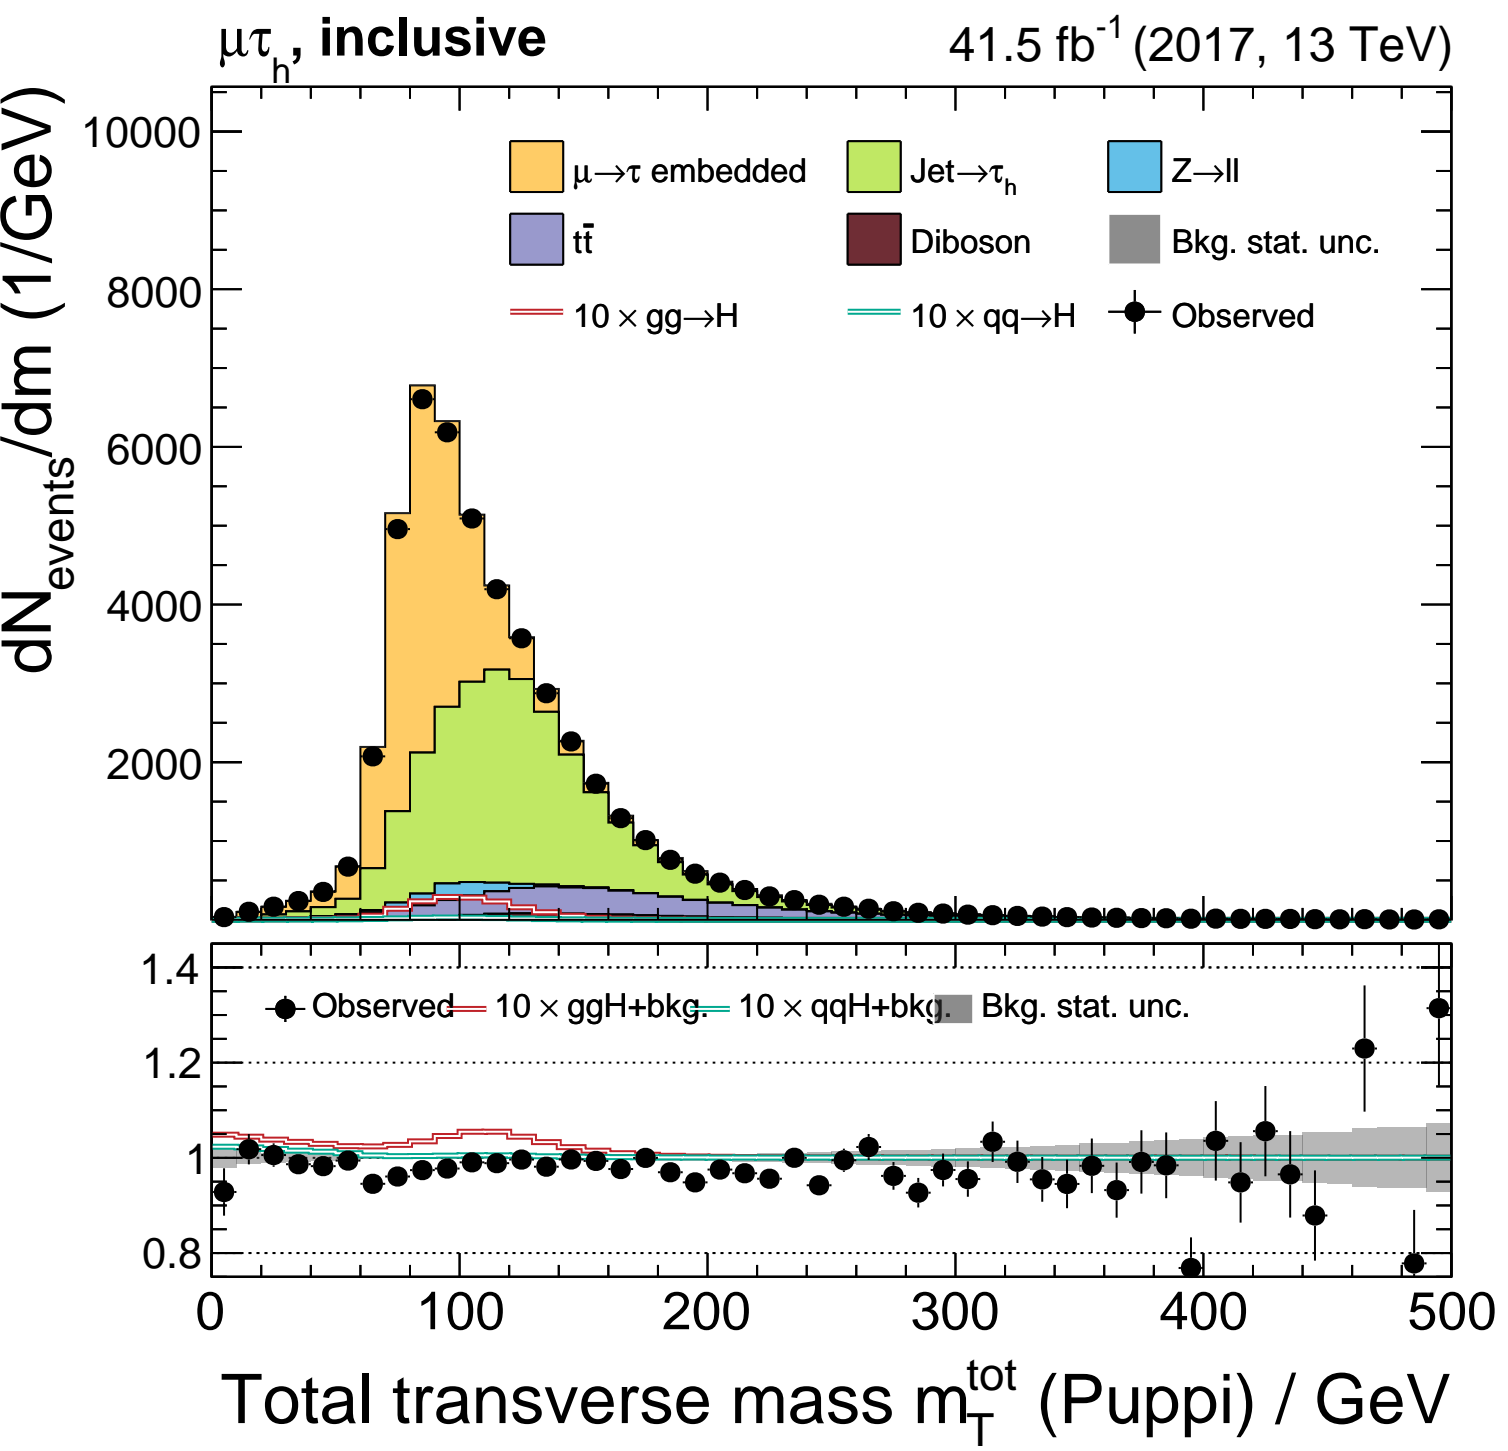 μτh, inclusive 41.5 fb-1 (2017, 13 TeV)
dNevents/dm (1/GeV)
10000
8000
6000
4000
2000
μ→τ embedded Jet→τh Z→ll
tt̄ Diboson Bkg. stat. unc.
10 × gg→H 10 × qq→H Observed
1.4
1.2
1
0.8
Observed 10 × ggH+bkg. 10 × qqH+bkg. Bkg. stat. unc.
0 100 200 300 400 500
Total transverse mass mTtot (Puppi) / GeV